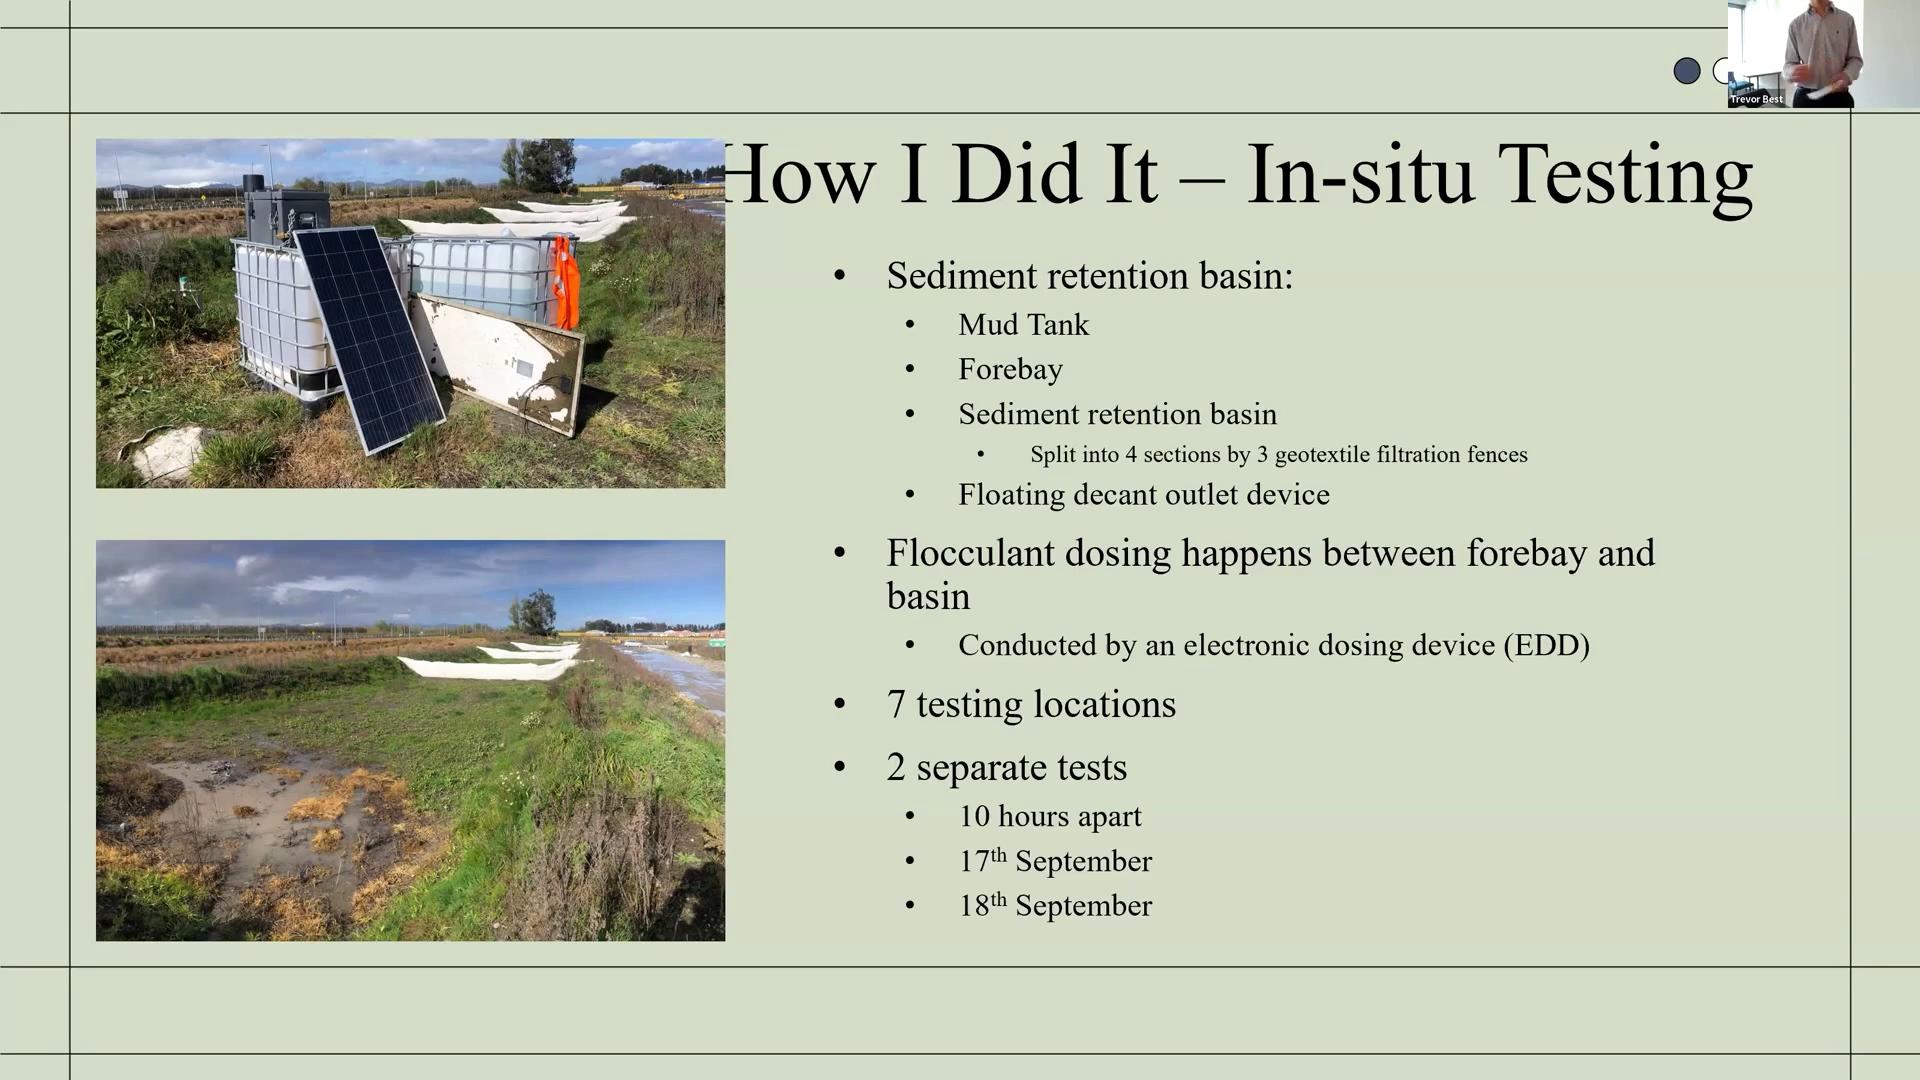 Trevor Best
How I Did It – In-situ Testing
• Sediment retention basin:
• Mud Tank
• Forebay
• Sediment retention basin
• Split into 4 sections by 3 geotextile filtration fences
• Floating decant outlet device
• Flocculant dosing happens between forebay and
basin
• Conducted by an electronic dosing device (EDD)
• 7 testing locations
• 2 separate tests
• 10 hours apart
• 17th September
• 18th September